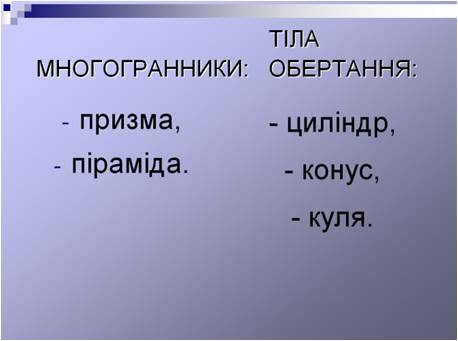 МНОГОГРАННИКИ:
- призма,
- піраміда.
ТІЛА
ОБЕРТАННЯ:
- циліндр,
- конус,
- куля.